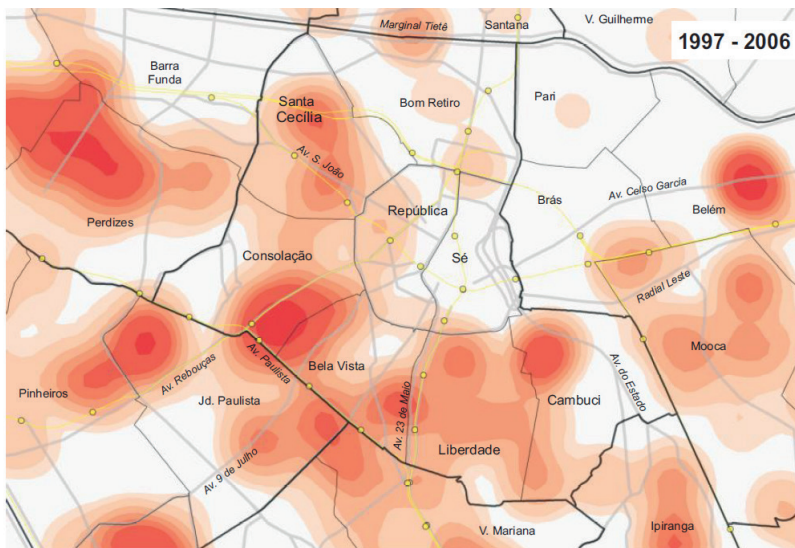 Santana
V. Guilherme
Marginal Tietê
1997 - 2006
Barra
Funda
Santa
Cecília
Bom Retiro
Pari
Av. S. João
Brás
Av. Celso Garcia
Belém
República
Perdizes
Consolação
Sé
Radial Leste
Mooca
Av. Paulista
Bela Vista
Av. Rebouças
Av. do Estado
Pinheiros
Jd. Paulista
Av. 23 de Maio
Cambuci
Liberdade
Av. 9 de Julho
V. Mariana
Ipiranga